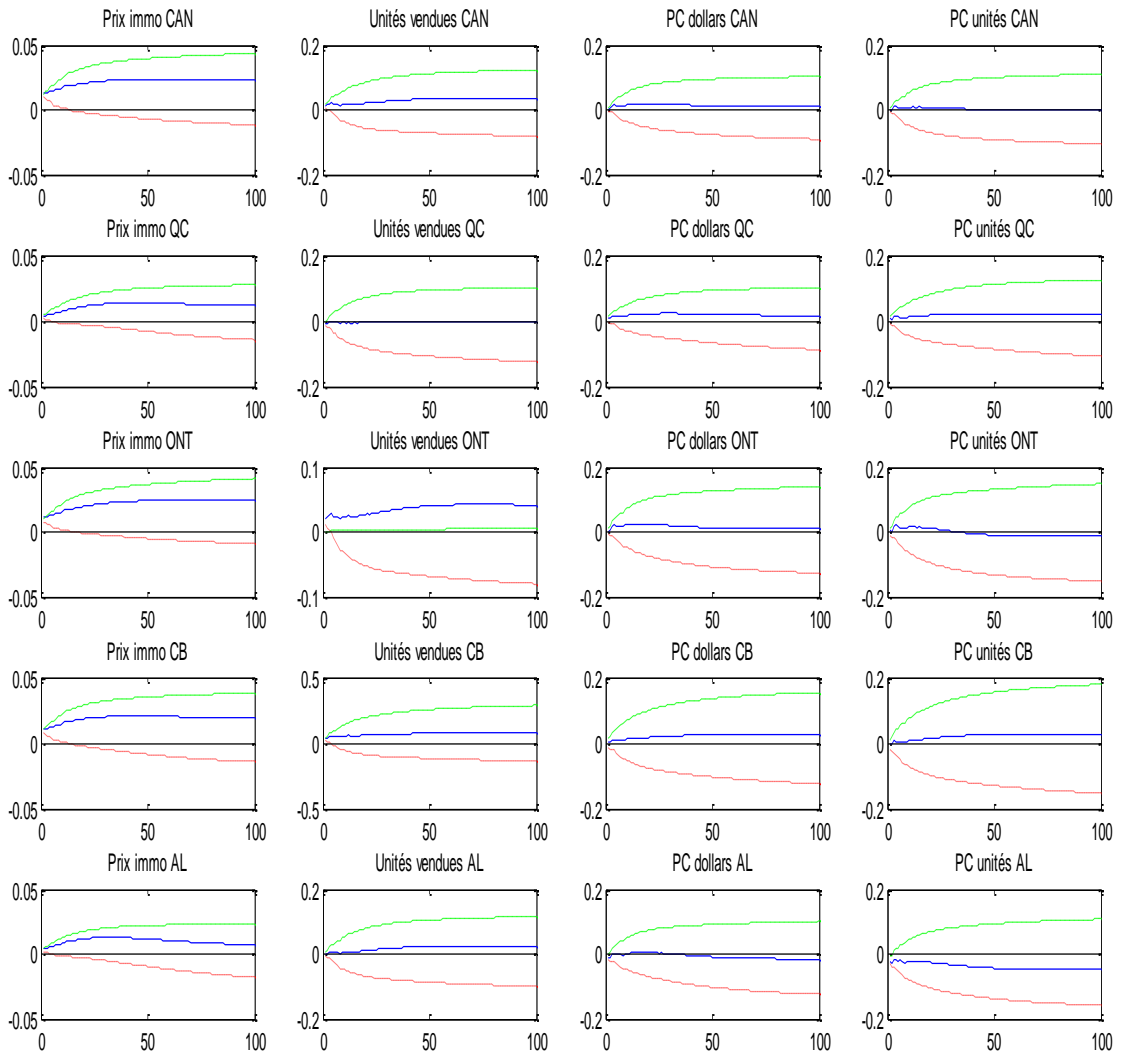 Prix immo CAN Unités vendues CAN PC dollars CAN PC unités CAN
0.05 0.2 0.2 0.2
0 0 0 0
-0.05 -0.2 -0.2 -0.2
0 50 100 0 50 100 0 50 100 0 50 100
Prix immo QC Unités vendues QC PC dollars QC PC unités QC
0.05 0.2 0.2 0.2
0 0 0 0
-0.05 -0.2 -0.2 -0.2
0 50 100 0 50 100 0 50 100 0 50 100
Prix immo ONT Unités vendues ONT PC dollars ONT PC unités ONT
0.05 0.1 0.2 0.2
0 0 0 0
-0.05 -0.1 -0.2 -0.2
0 50 100 0 50 100 0 50 100 0 50 100
Prix immo CB Unités vendues CB PC dollars CB PC unités CB
0.05 0.5 0.2 0.2
0 0 0 0
-0.05 -0.5 -0.2 -0.2
0 50 100 0 50 100 0 50 100 0 50 100
Prix immo AL Unités vendues AL PC dollars AL PC unités AL
0.05 0.2 0.2 0.2
0 0 0 0
-0.05 -0.2 -0.2 -0.2
0 50 100 0 50 100 0 50 100 0 50 100